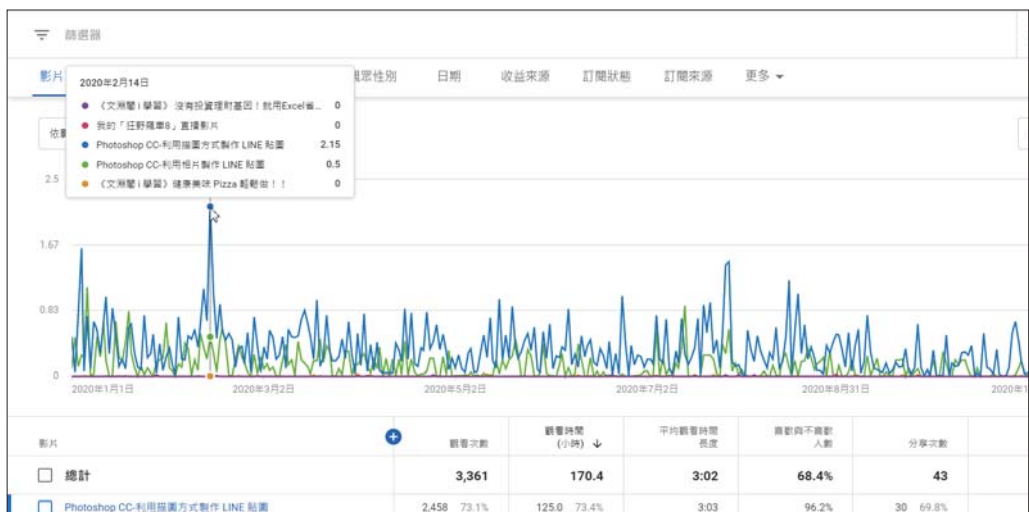 篩選器
影片
觀眾性別 日期 收益來源 訂閱狀態 訂閱來源 更多
2020年2月14日
《文淵閣 i 學習》 沒有投資理財基因！就用Excel省... 0
我的「狂野飆車8」直播影片 0
Photoshop CC-利用描圖方式製作 LINE 貼圖 2.15
Photoshop CC-利用相片製作 LINE 貼圖 0.5
《文淵閣 i 學習》健康美味 Pizza 輕鬆做！！ 0
依
2.5
1.67
0.83
0
2020年1月1日 2020年3月2日 2020年5月2日 2020年7月2日 2020年8月31日 2020年1
影片 觀看次數 觀看時間 (小時) 平均觀看時間長度 喜歡與不喜歡人數 分享次數
總計 3,361 170.4 3:02 68.4% 43
Photoshop CC-利用描圖方式製作 LINE 貼圖 2,458 73.1% 125.0 73.4% 3:03 96.2% 30 69.8%